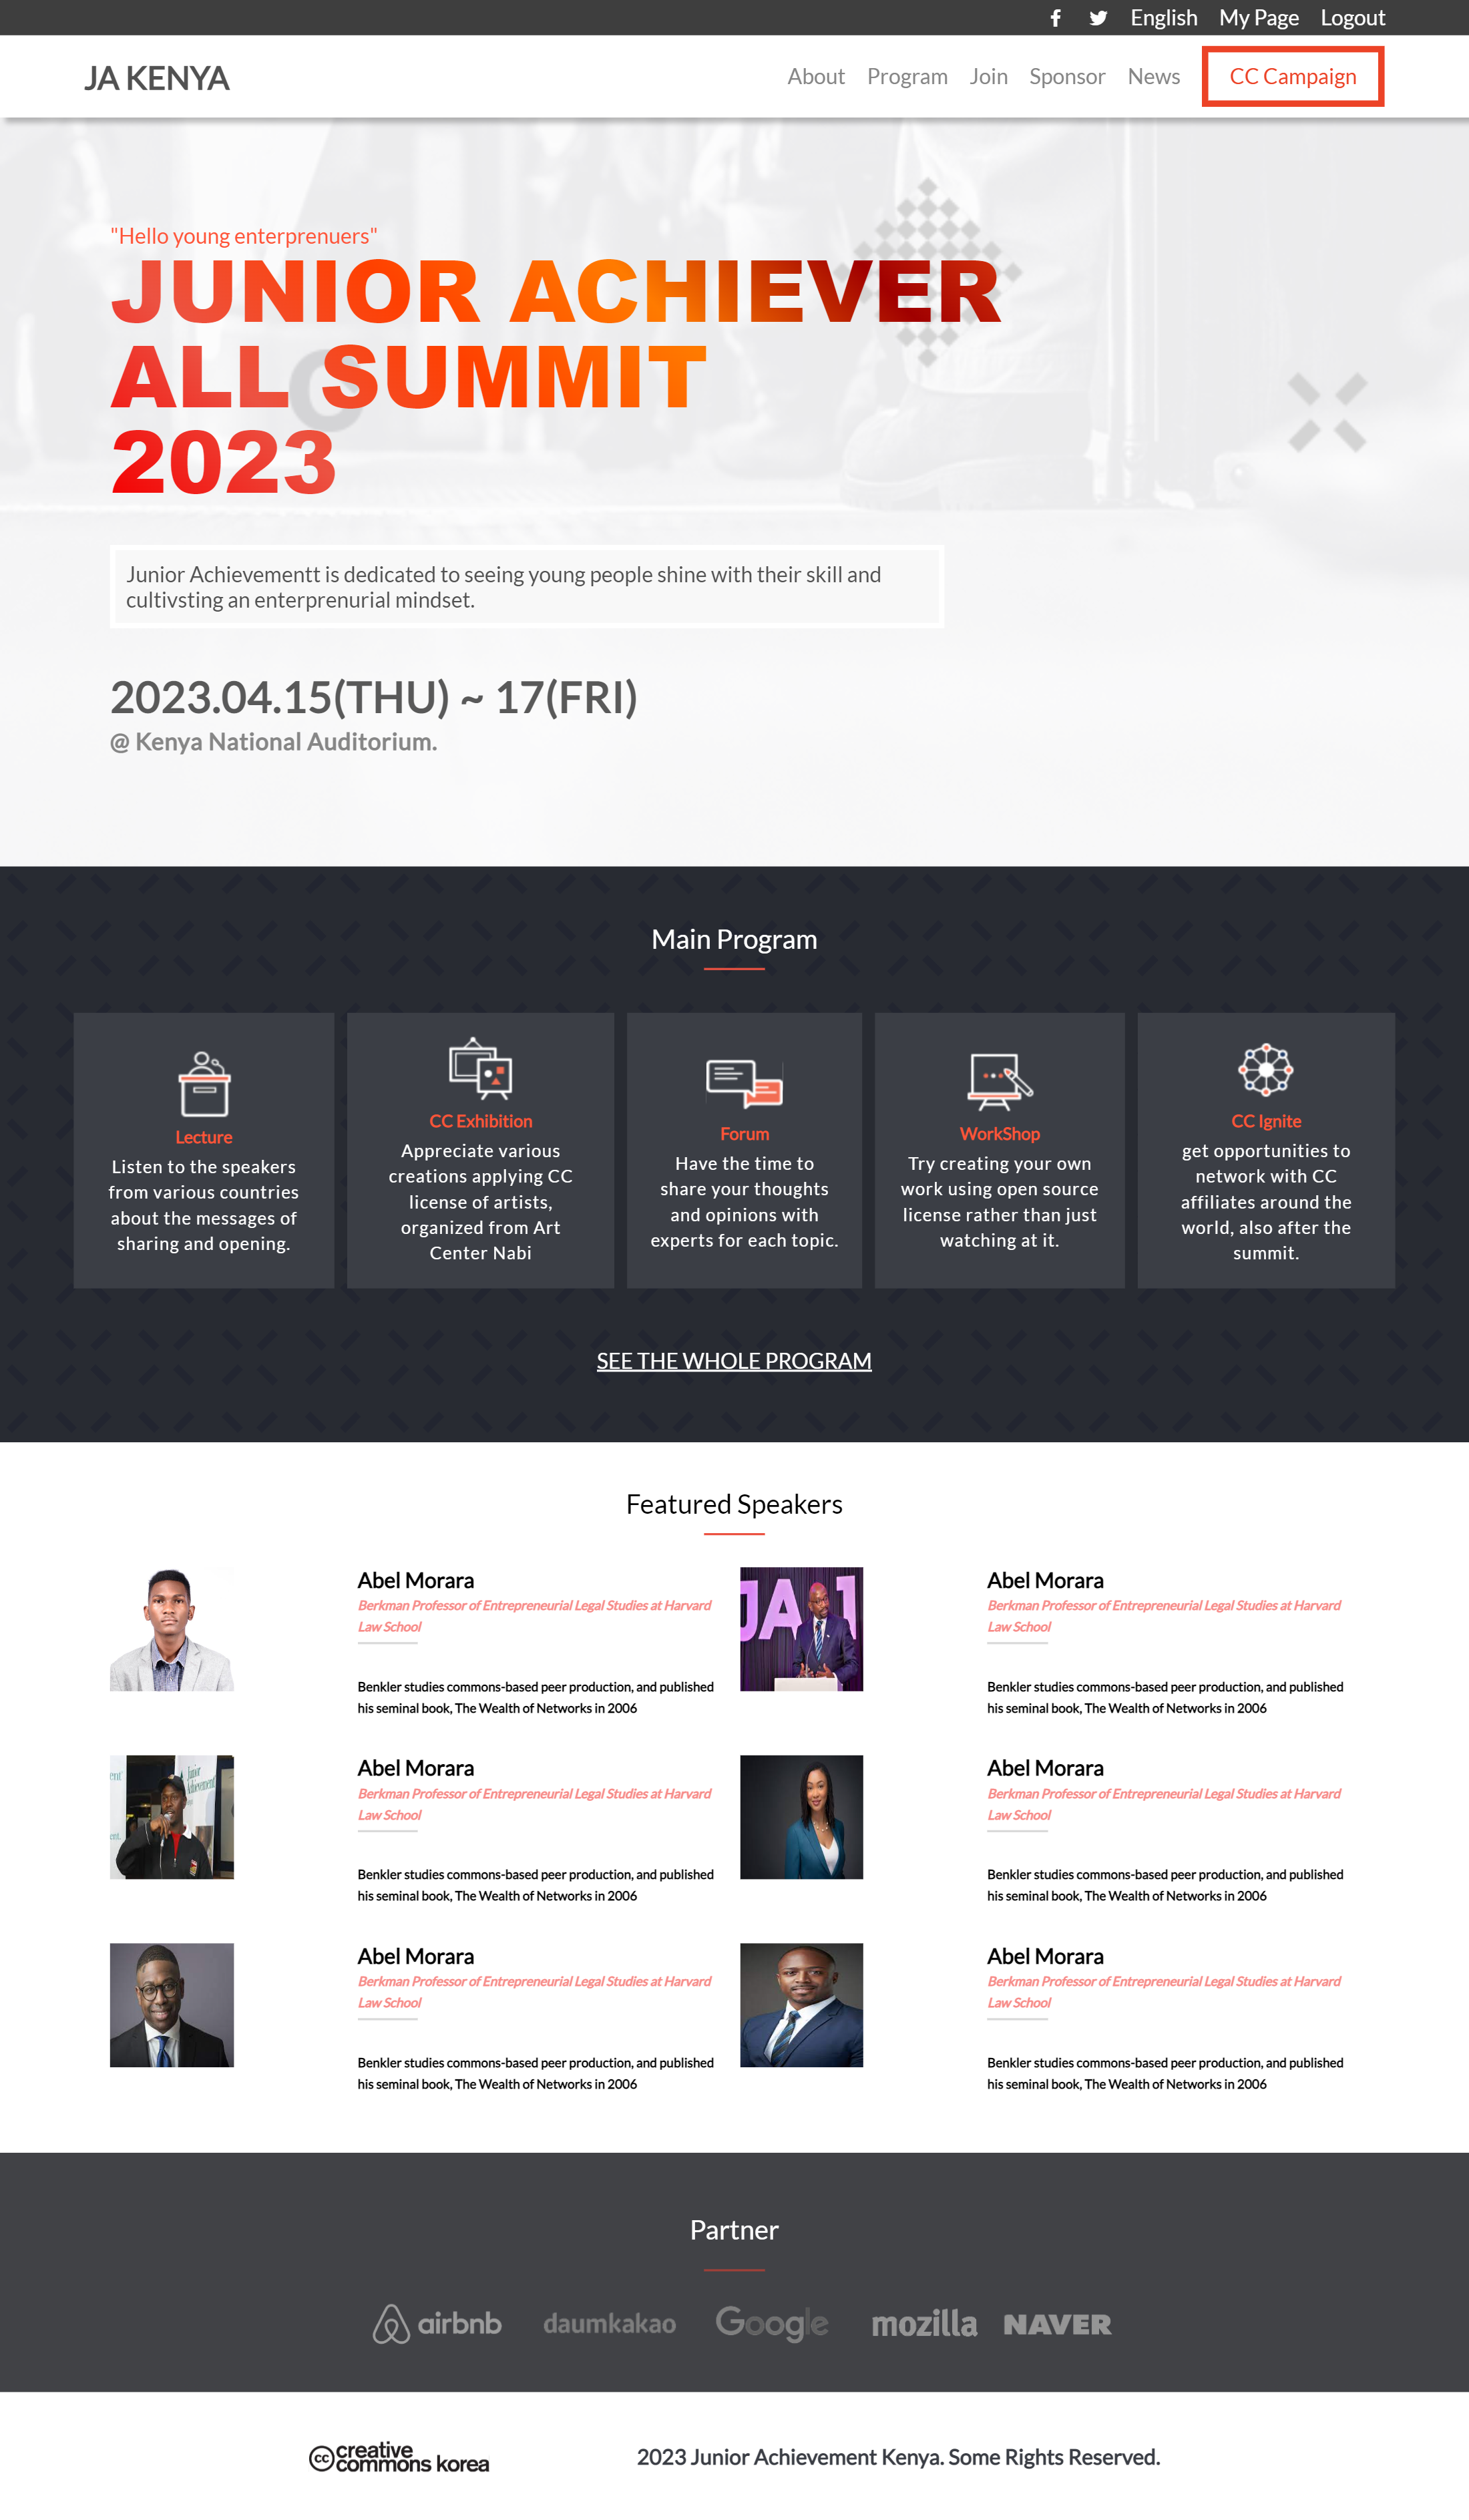 English My Page Logout
JA KENYA
About Program Join Sponsor News CC Campaign
"Hello young enterprenuers"
JUNIOR ACHIEVER
ALL SUMMIT
2023
Junior Achievementt is dedicated to seeing young people shine with their skill and
cultivsting an enterprenurial mindset.
2023.04.15(THU) ~ 17(FRI)
@ Kenya National Auditorium.
Main Program
Lecture
Listen to the speakers
from various countries
about the messages of
sharing and opening.
CC Exhibition
Appreciate various
creations applying CC
license of artists,
organized from Art
Center Nabi
Forum
Have the time to
share your thoughts
and opinions with
experts for each topic.
WorkShop
Try creating your own
work using open source
license rather than just
watching at it.
CC Ignite
get opportunities to
network with CC
affiliates around the
world, also after the
summit.
SEE THE WHOLE PROGRAM
Featured Speakers
Abel Morara
Berkman Professor of Entrepreneurial Legal Studies at Harvard
Law School
Benkler studies commons-based peer production, and published
his seminal book, The Wealth of Networks in 2006
JA 1
Abel Morara
Berkman Professor of Entrepreneurial Legal Studies at Harvard
Law School
Benkler studies commons-based peer production, and published
his seminal book, The Wealth of Networks in 2006
Junior
Achievement
Abel Morara
Berkman Professor of Entrepreneurial Legal Studies at Harvard
Law School
Benkler studies commons-based peer production, and published
his seminal book, The Wealth of Networks in 2006
Abel Morara
Berkman Professor of Entrepreneurial Legal Studies at Harvard
Law School
Benkler studies commons-based peer production, and published
his seminal book, The Wealth of Networks in 2006
Abel Morara
Berkman Professor of Entrepreneurial Legal Studies at Harvard
Law School
Benkler studies commons-based peer production, and published
his seminal book, The Wealth of Networks in 2006
Abel Morara
Berkman Professor of Entrepreneurial Legal Studies at Harvard
Law School
Benkler studies commons-based peer production, and published
his seminal book, The Wealth of Networks in 2006
Partner
airbnb daumkakao Google mozilla NAVER
cc creative
commons korea
2023 Junior Achievement Kenya. Some Rights Reserved.